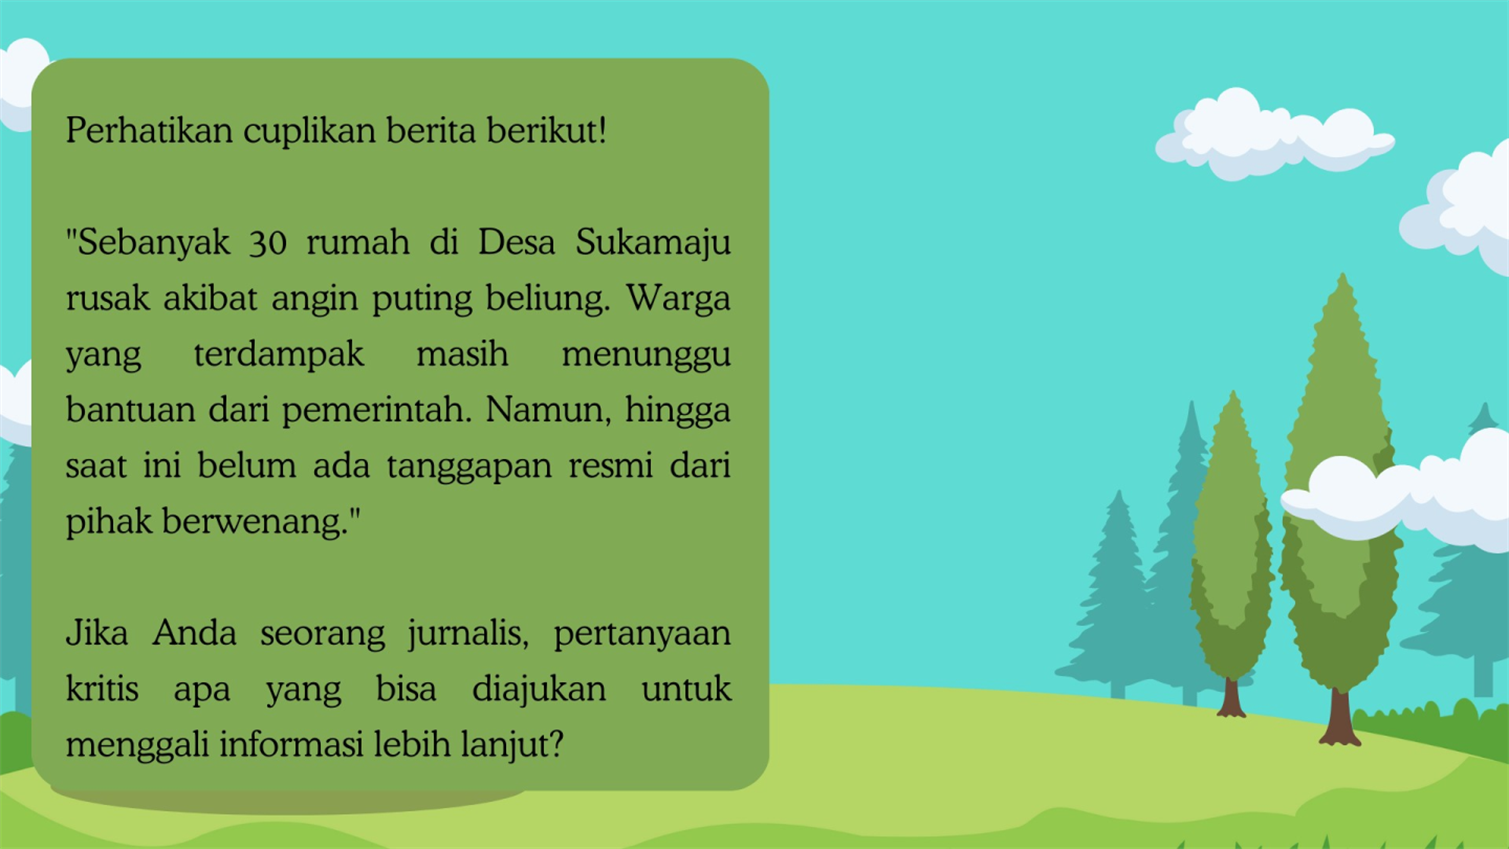 Perhatikan cuplikan berita berikut!
"Sebanyak 30 rumah di Desa Sukamaju
rusak akibat angin puting beliung. Warga
yang terdampak masih menunggu
bantuan dari pemerintah. Namun, hingga
saat ini belum ada tanggapan resmi dari
pihak berwenang."
Jika Anda seorang jurnalis, pertanyaan
kritis apa yang bisa diajukan untuk
menggali informasi lebih lanjut?